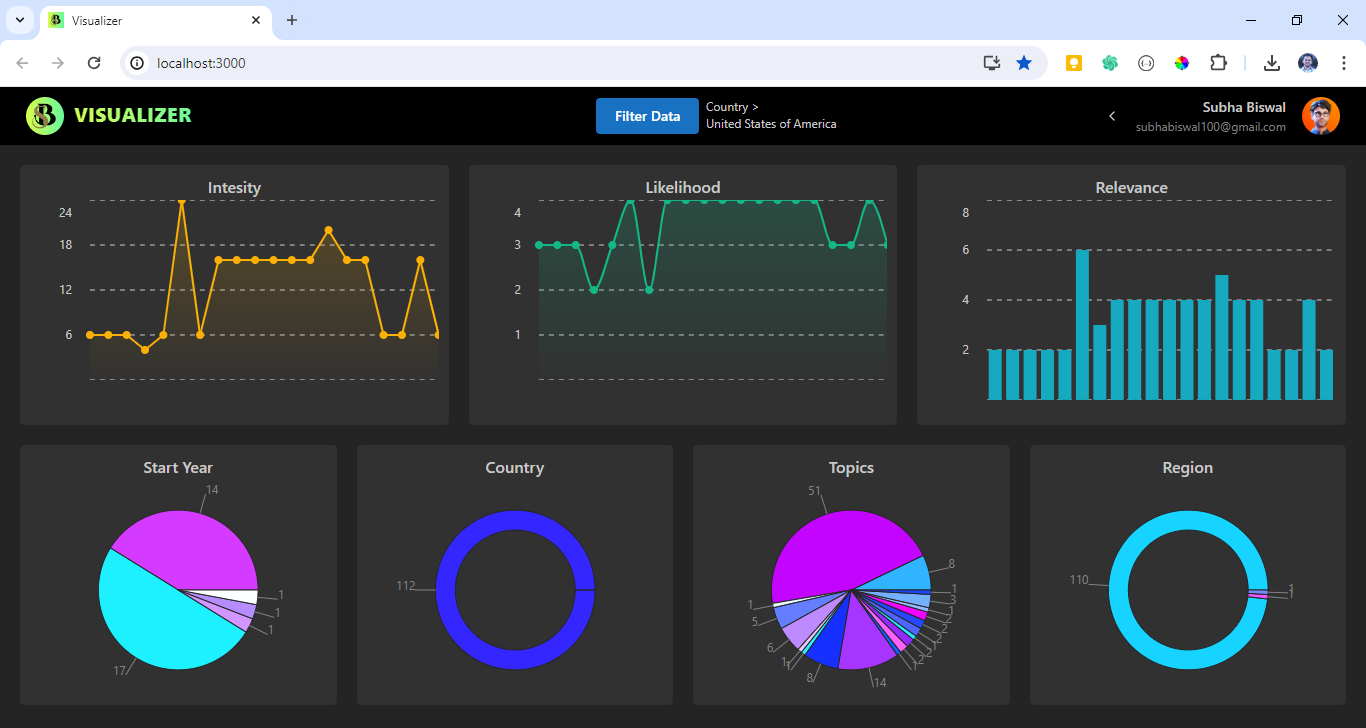 Visualizer
localhost:3000
VISUALIZER
Filter Data
Country >
United States of America
Subha Biswal
subhabiswal100@gmail.com
Intesity
24
18
12
6
Likelihood
4
3
2
1
Relevance
8
6
4
2
Start Year
14
1
1
1
17
Country
112
Topics
51
8
1
3
1
2
2
2
1
2
2
1
14
8
1
1
6
5
1
Region
110
1
1